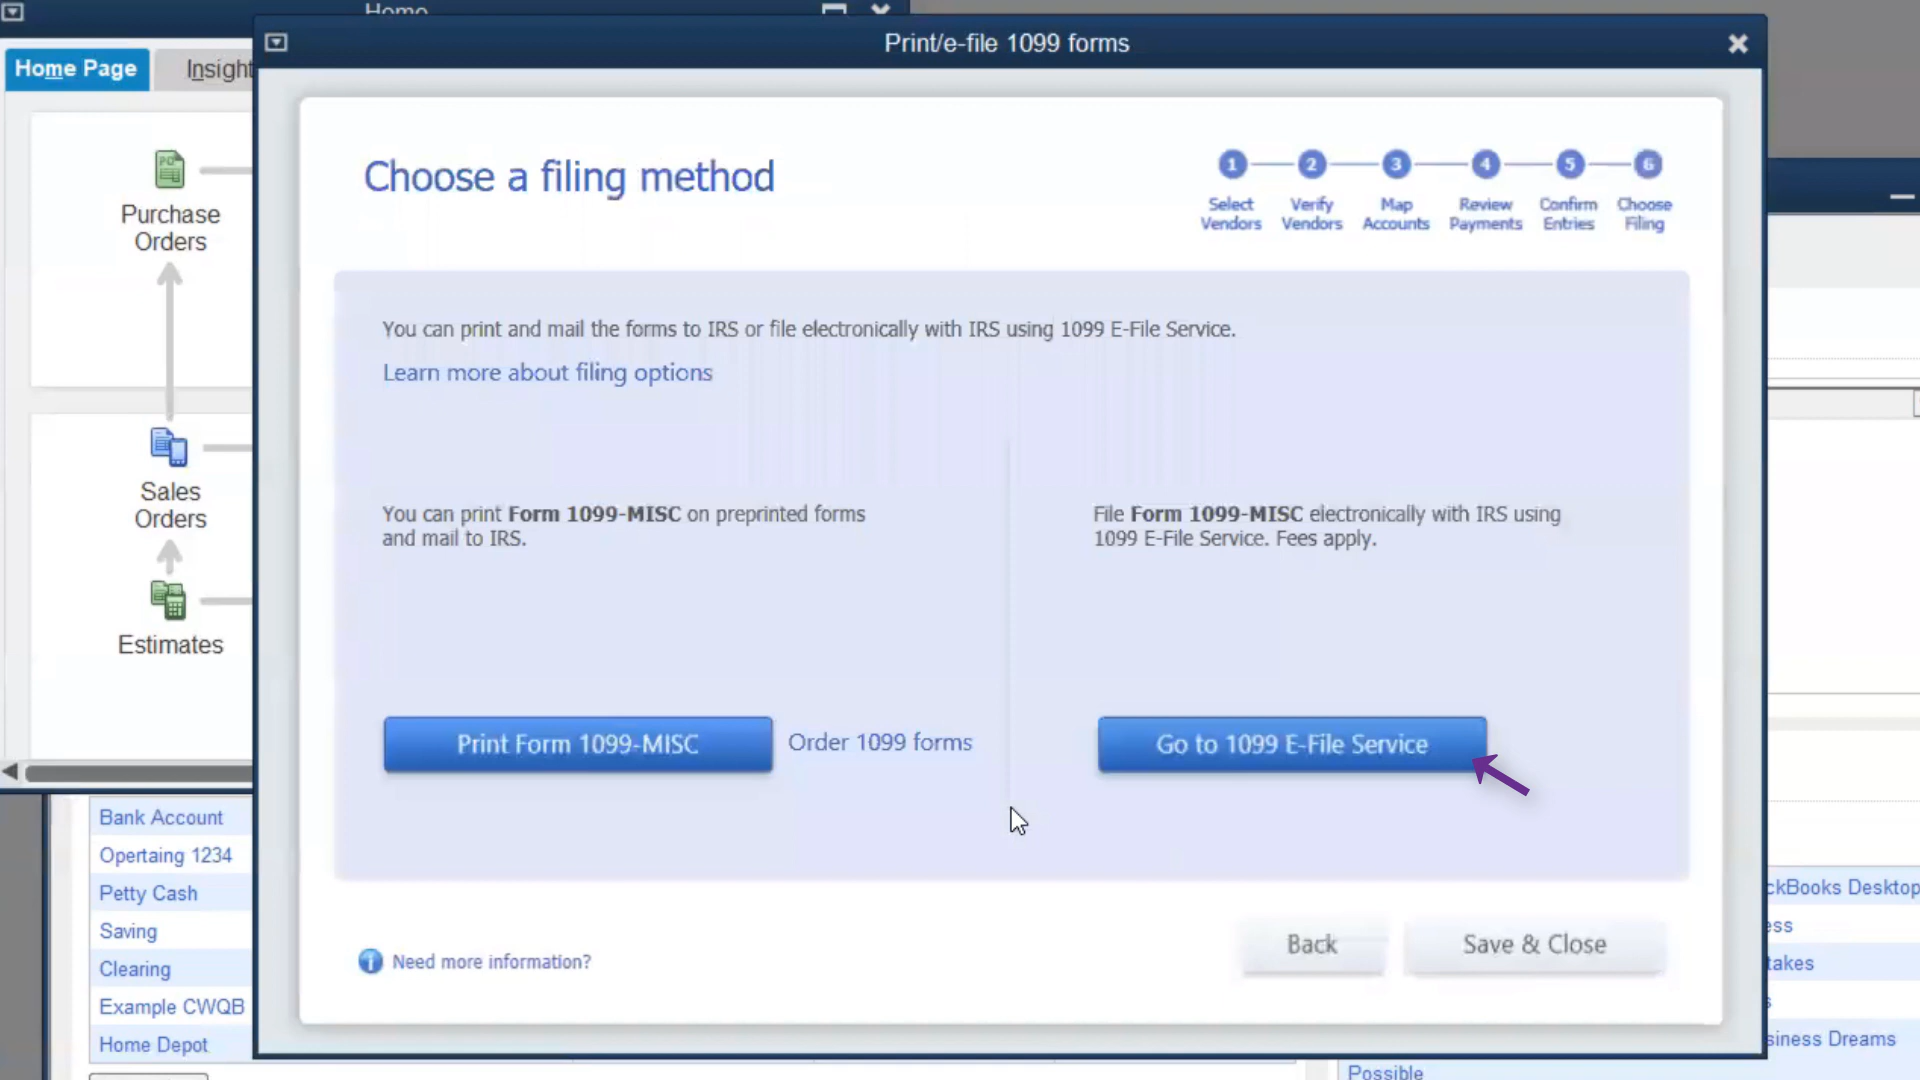 Home
Print/e-file 1099 forms
Home Page
Insight
Choose a filing method
1
2
3
4
5
6
Select
Vendors
Verify
Vendors
Map
Accounts
Review
Payments
Confirm
Entries
Choose
Filing
Purchase
Orders
Sales
Orders
Estimates
You can print and mail the forms to IRS or file electronically with IRS using 1099 E-File Service.
Learn more about filing options
You can print Form 1099-MISC on preprinted forms
and mail to IRS.
File Form 1099-MISC electronically with IRS using
1099 E-File Service. Fees apply.
Print Form 1099-MISC
Order 1099 forms
Go to 1099 E-File Service
Back
Save & Close
Need more information?
Bank Account
Opertaing 1234
Petty Cash
Saving
Clearing
Example CWQB
Home Depot
ckBooks Desktop
ess
takes
s
siness Dreams
Possible